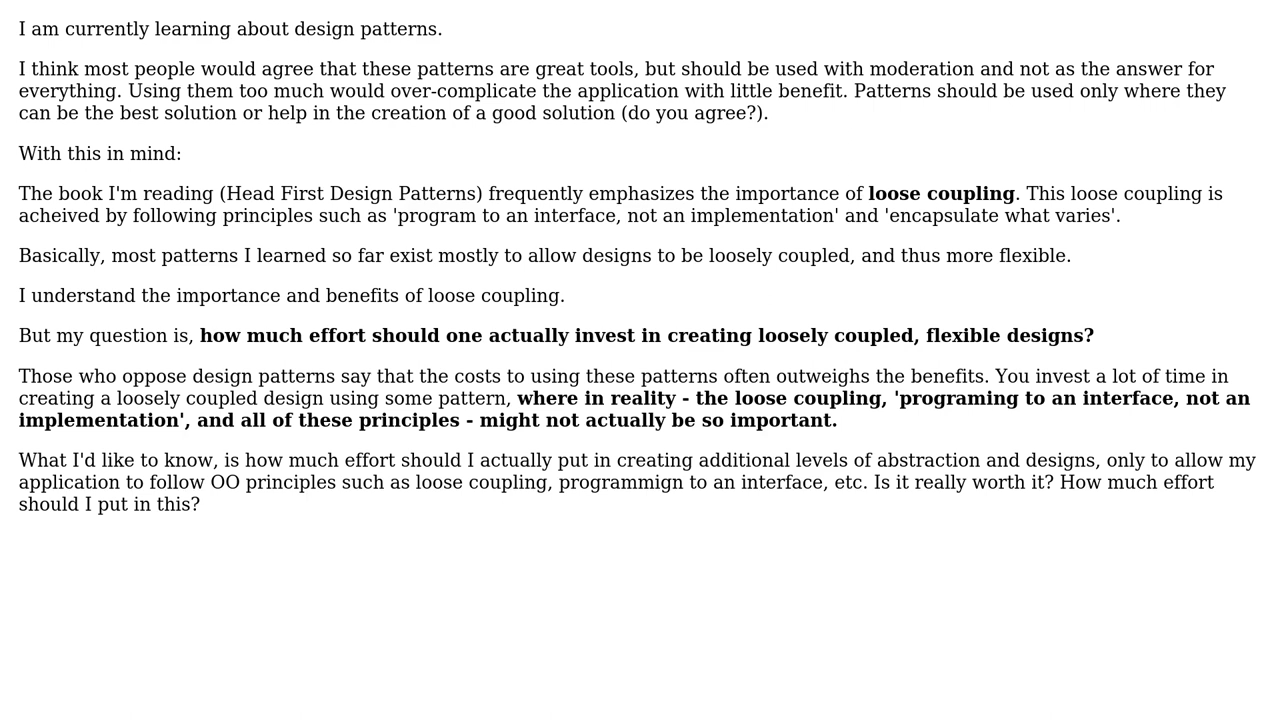 I am currently learning about design patterns.
I think most people would agree that these patterns are great tools, but should be used with moderation and not as the answer for
everything. Using them too much would over-complicate the application with little benefit. Patterns should be used only where they
can be the best solution or help in the creation of a good solution (do you agree?).
With this in mind:
The book I'm reading (Head First Design Patterns) frequently emphasizes the importance of loose coupling. This loose coupling is
acheived by following principles such as 'program to an interface, not an implementation' and 'encapsulate what varies'.
Basically, most patterns I learned so far exist mostly to allow designs to be loosely coupled, and thus more flexible.
I understand the importance and benefits of loose coupling.
But my question is, how much effort should one actually invest in creating loosely coupled, flexible designs?
Those who oppose design patterns say that the costs to using these patterns often outweighs the benefits. You invest a lot of time in
creating a loosely coupled design using some pattern, where in reality - the loose coupling, 'programing to an interface, not an
implementation', and all of these principles - might not actually be so important.
What I'd like to know, is how much effort should I actually put in creating additional levels of abstraction and designs, only to allow my
application to follow OO principles such as loose coupling, programmign to an interface, etc. Is it really worth it? How much effort
should I put in this?